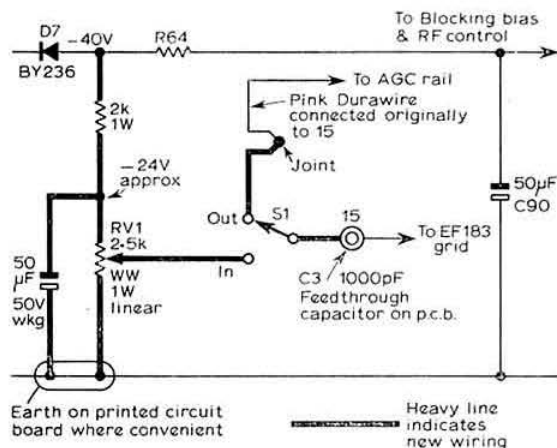 D7
-40V
R64
To Blocking bias
& RF control
BY236
To AGC rail
2k
1W
Pink Durawire
connected originally
to 15
Joint
-24V
approx
50µF
C90
Out
S1
15
To EF183
grid
RV1
2·5k
WW
1W
linear
In
50
µF
50V
wkg
C3 1000pF
Feedthrough
capacitor on p.c.b.
Earth on printed circuit
board where convenient
Heavy line
indicates
new wiring